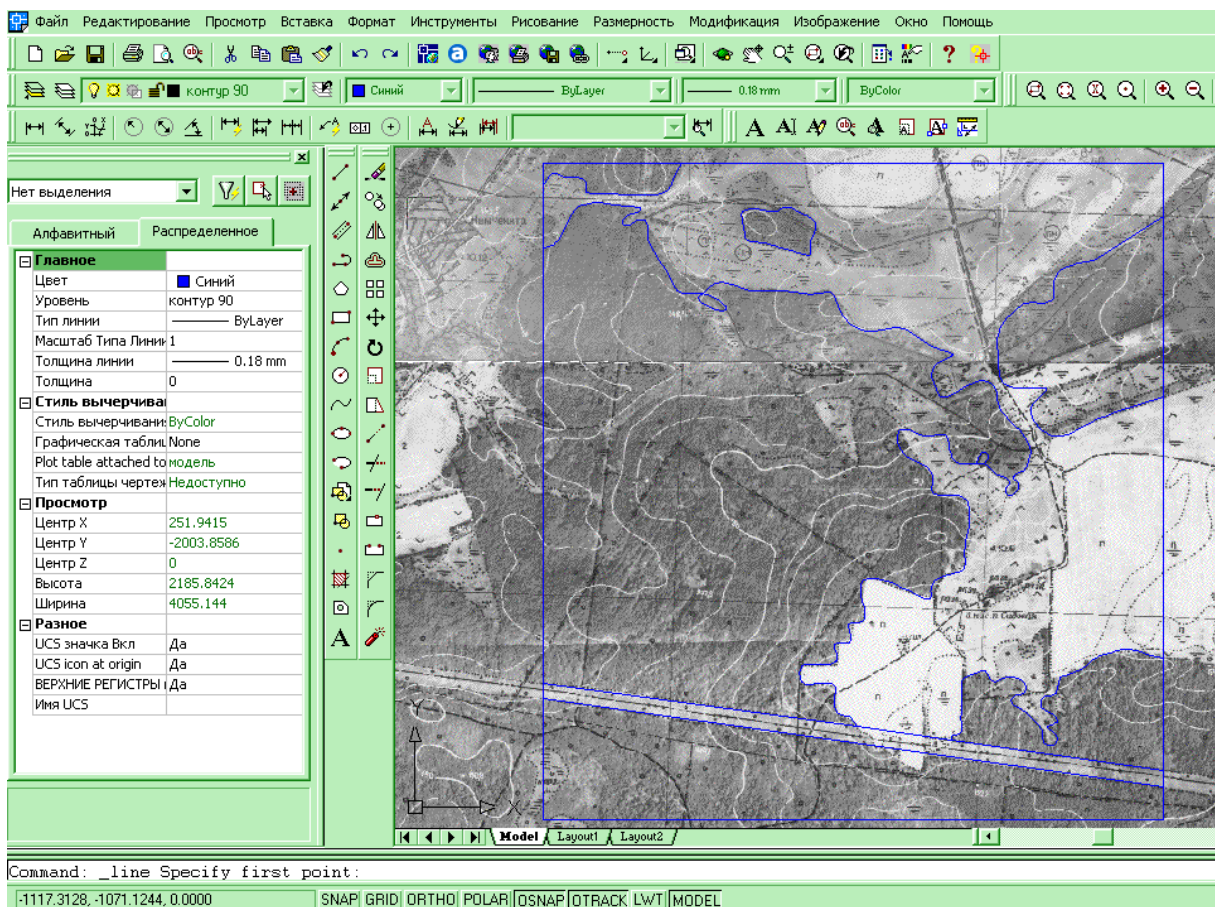 Файл Редактирование Просмотр Вставка Формат Инструменты Рисование Размерность Модификация Изображение Окно Помощь
контур 90 Синий ByLayer 0.18 mm ByColor
Нет выделения
Алфавитный Распределенное
Главное
Цвет Синий
Уровень контур 90
Тип линии ByLayer
Масштаб Типа Линии 1
Толщина линии 0.18 mm
Толщина 0
Стиль вычерчива
Стиль вычерчивани ByColor
Графическая таблиц None
Plot table attached to модель
Тип таблицы чертеж Недоступно
Просмотр
Центр X 251.9415
Центр Y -2003.8586
Центр Z 0
Высота 2185.8424
Ширина 4055.144
Разное
UCS значка Вкл Да
UCS icon at origin Да
ВЕРХНИЕ РЕГИСТРЫ Да
Имя UCS
Y
X
Model Layout1 Layout2
Command: _line Specify first point:
-1117.3128, -1071.1244, 0.0000 SNAP GRID ORTHO POLAR OSNAP OTRACK LWT MODEL